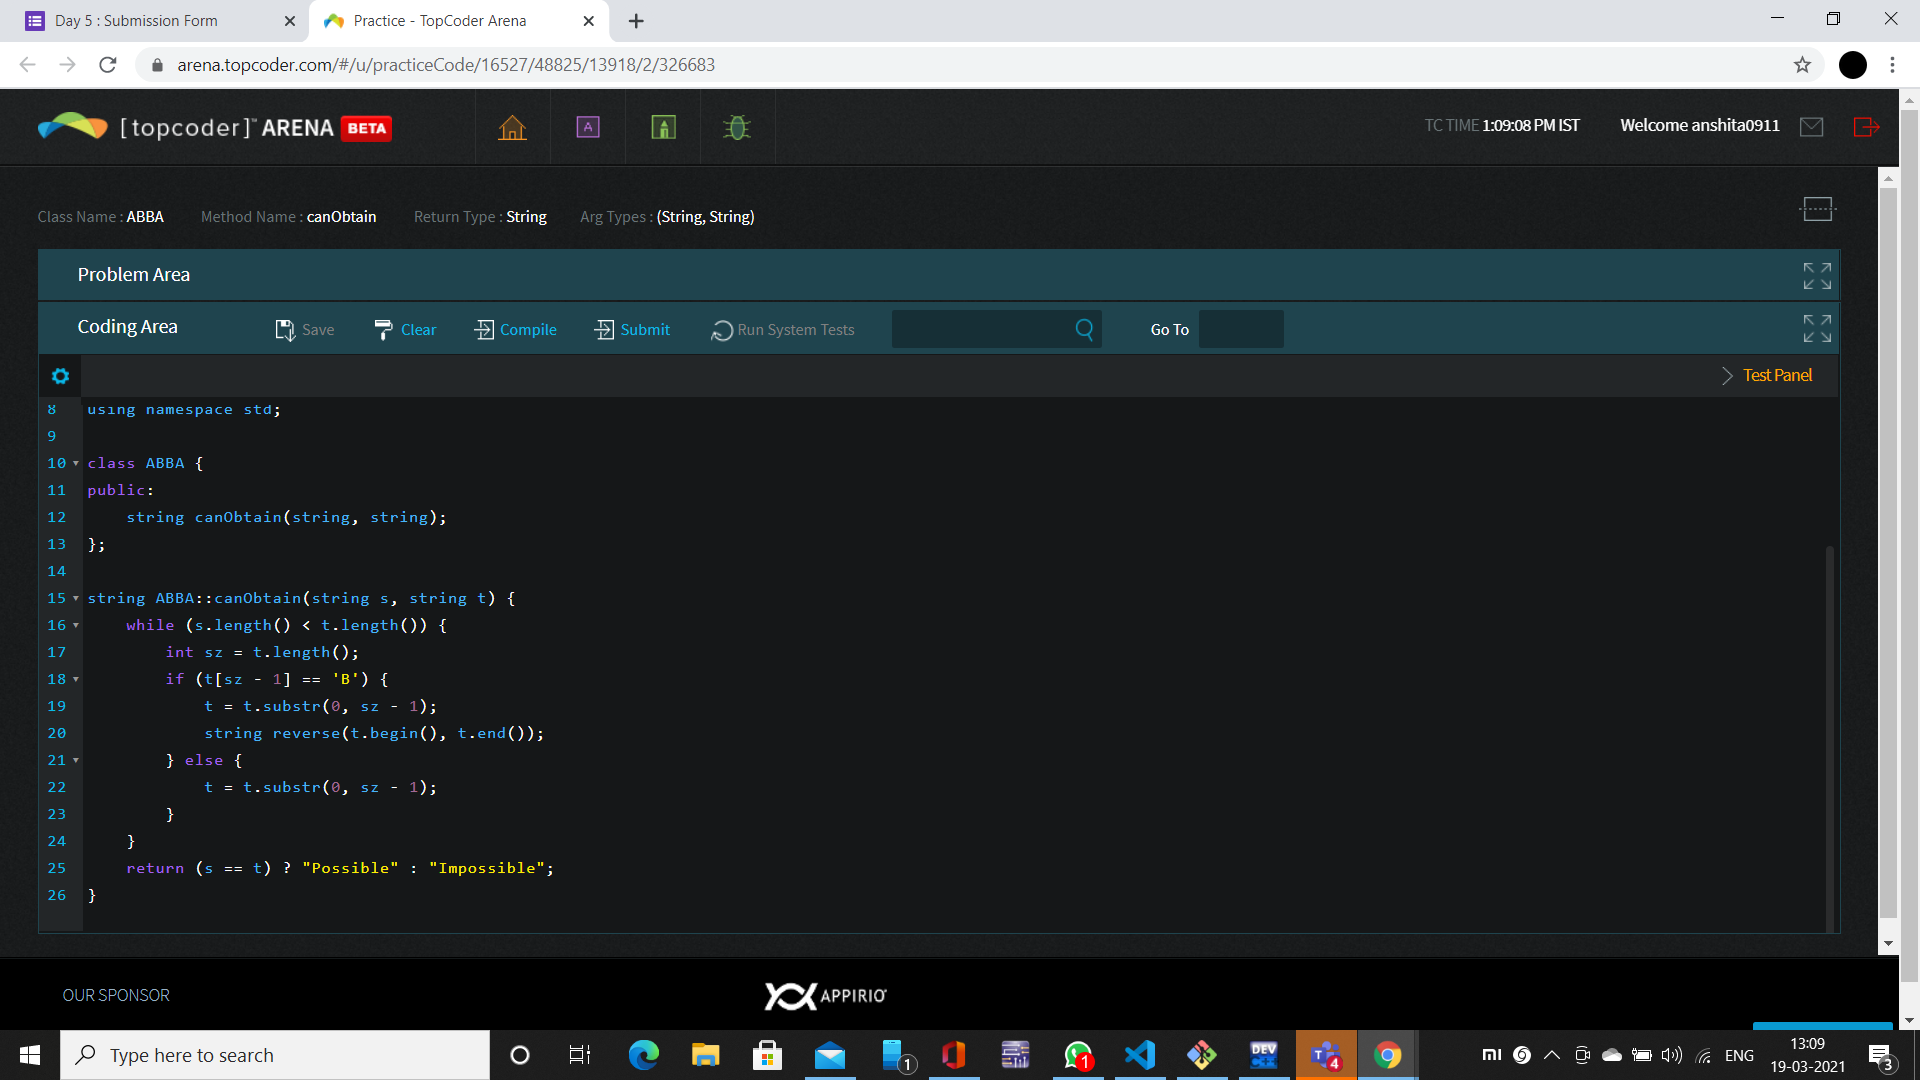 Day 5 : Submission Form
Practice - TopCoder Arena
arena.topcoder.com/#/u/practiceCode/16527/48825/13918/2/326683
[topcoder]™ ARENA BETA
A
TC TIME 1:09:08 PM IST
Welcome anshita0911
Class Name : ABBA Method Name : canObtain Return Type : String Arg Types : (String, String)
Problem Area
Coding Area
Save
Clear
Compile
Submit
Run System Tests
Go To
Test Panel
8 using namespace std;
9
10 class ABBA {
11 public:
12     string canObtain(string, string);
13 };
14
15 string ABBA::canObtain(string s, string t) {
16     while (s.length() < t.length()) {
17         int sz = t.length();
18         if (t[sz - 1] == 'B') {
19             t = t.substr(0, sz - 1);
20             string reverse(t.begin(), t.end());
21         } else {
22             t = t.substr(0, sz - 1);
23         }
24     }
25     return (s == t) ? "Possible" : "Impossible";
26 }
OUR SPONSOR
APPIRIO
Type here to search
1
1
DEV
C++
T
4
mi
ENG
13:09
19-03-2021
3